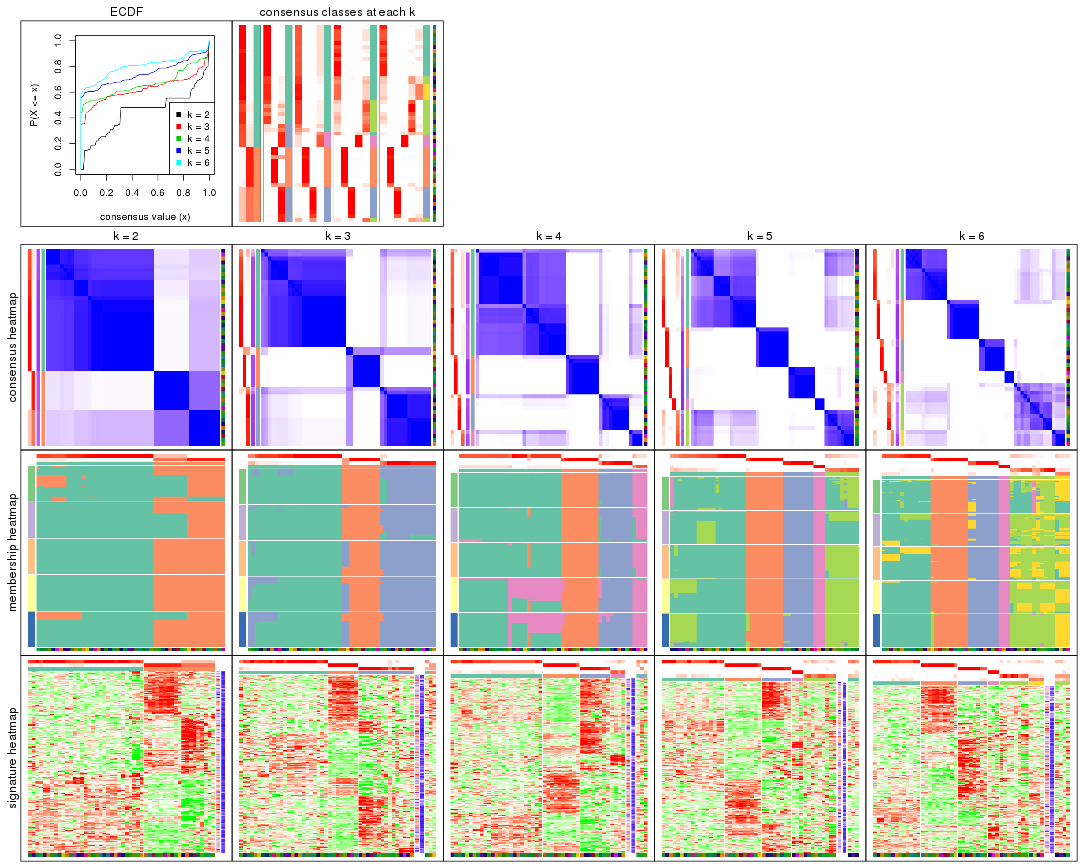 ECDF
consensus classes at each k
P(X <= x)
0.0 0.2 0.4 0.6 0.8 1.0
k = 2
k = 3
k = 4
k = 5
k = 6
0.0 0.2 0.4 0.6 0.8 1.0
consensus value (x)
k = 2
k = 3
k = 4
k = 5
k = 6
consensus heatmap
membership heatmap
signature heatmap